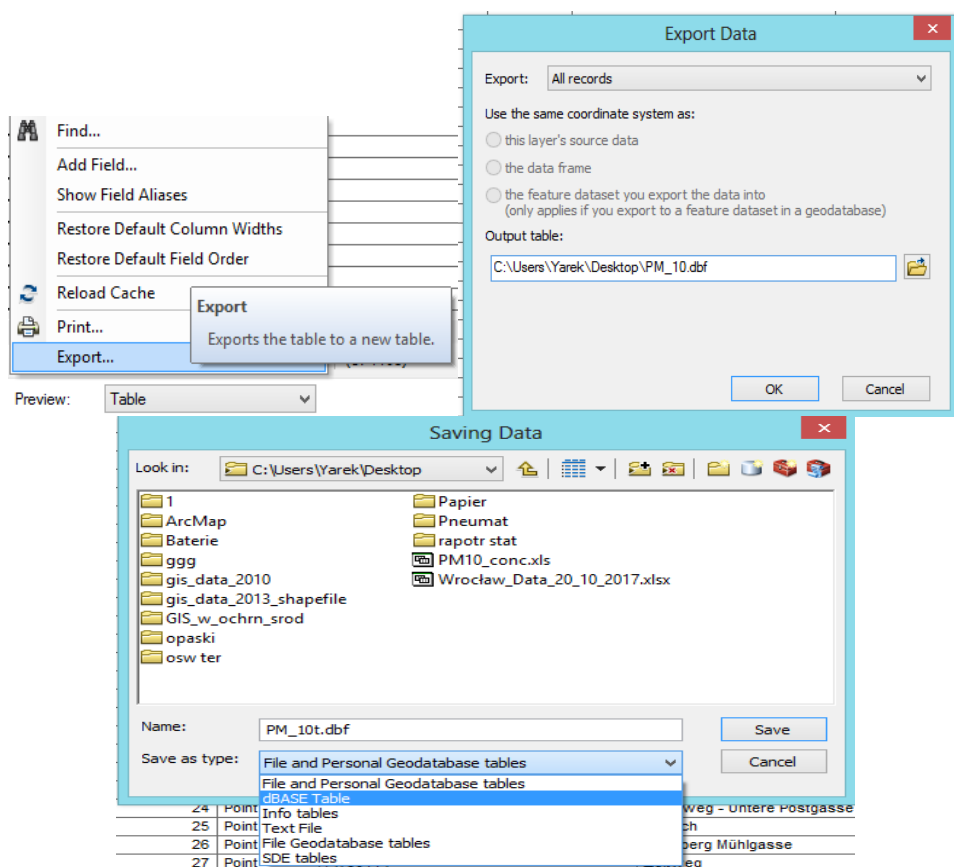 Find...
Add Field...
Show Field Aliases
Restore Default Column Widths
Restore Default Field Order
Reload Cache
Print...
Export...
Export
Exports the table to a new table.
Preview: Table
Export Data
Export: All records
Use the same coordinate system as:
this layer's source data
the data frame
the feature dataset you export the data into
(only applies if you export to a feature dataset in a geodatabase)
Output table:
C:\Users\Yarek\Desktop\PM_10.dbf
OK Cancel
Saving Data
Look in: C:\Users\Yarek\Desktop
1
ArcMap
Baterie
ggg
gis_data_2010
gis_data_2013_shapefile
GIS_w_ochrn_srod
opaski
osw ter
Papier
Pneumat
rapotr stat
PM10_conc.xls
Wrocław_Data_20_10_2017.xlsx
Name: PM_10t.dbf Save
Save as type: File and Personal Geodatabase tables Cancel
File and Personal Geodatabase tables
dBASE Table
Info tables
Text File
File Geodatabase tables
SDE tables
24 Point weg - Untere Postgasse
25 Point ch
26 Point berg Mühlgasse
27 Point